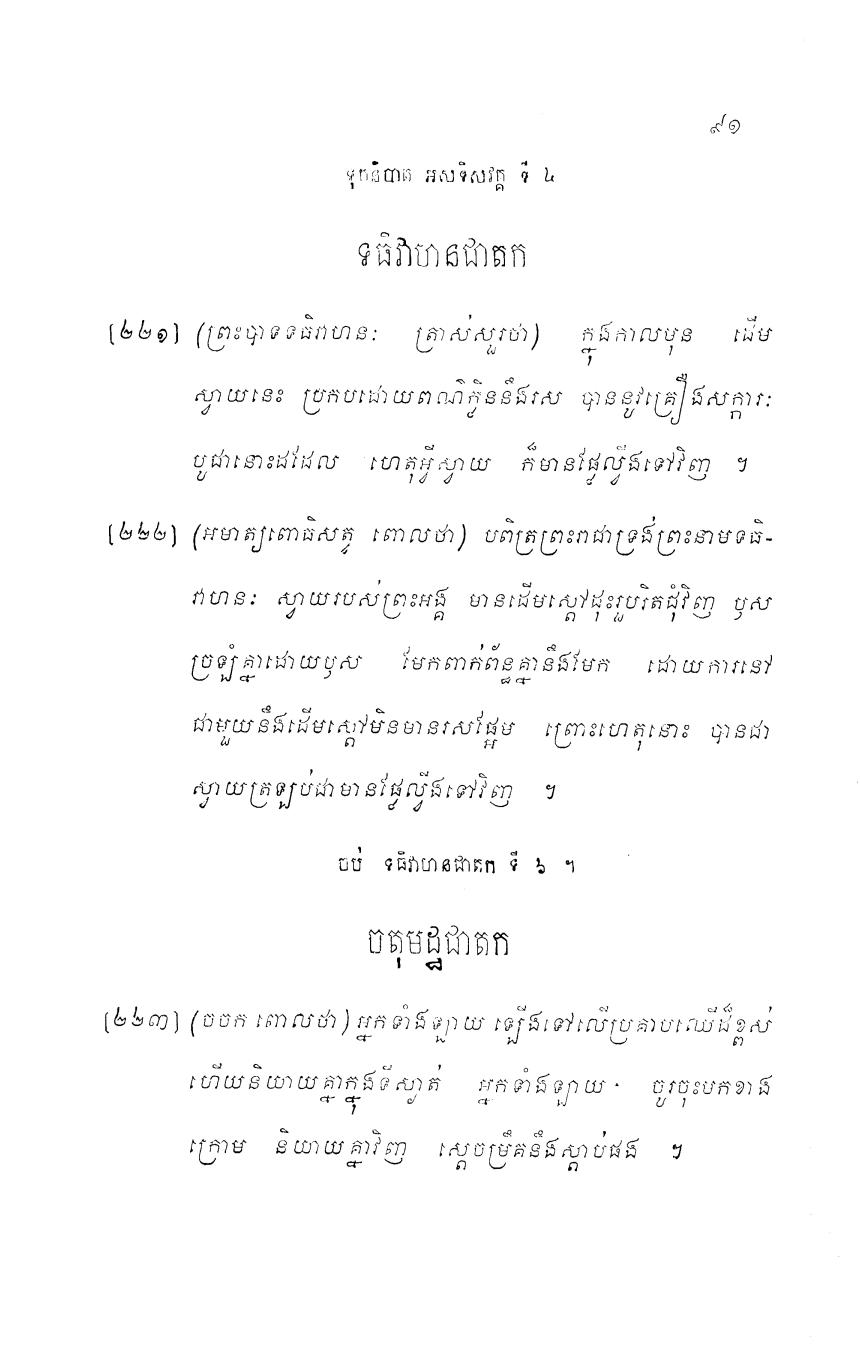 ៩១
ទុកនិបាត អសទិសវគ្គ ទី ៤
ទធិវាហនជាតក
[២២១] (ព្រះបាទទធិវាហនៈ ត្រាស់សួរថា) ក្នុងកាលមុន ដើម
ស្វាយនេះ ប្រកបដោយពណ៌ក្លិននឹងរស បាននូវគ្រឿងសក្ការៈ
បូជានោះដដែល ហេតុអ្វីស្វាយ ក៏មានផ្លែល្វីងទៅវិញ ។
[២២២] (អមាត្យពោធិសត្វ ពោលថា) បពិត្រព្រះរាជាទ្រង់ព្រះនាមទធិ-
វាហនៈ ស្វាយរបស់ព្រះអង្គ មានដើមស្តៅដុះរួបរិតជុំវិញ ឫស
ច្រឡំគ្នាដោយឫស មែកពាក់ព័ន្ធគ្នានឹងមែក ដោយការនៅ
ជាមួយនឹងដើមស្តៅមិនមានរសផ្អែម ព្រោះហេតុនោះ បានជា
ស្វាយត្រឡប់ជាមានផ្លែល្វីងទៅវិញ ។
ចប់ ទធិវាហនជាតក ទី ៦ ។
ចតុមដ្ឋជាតក
[២២៣] (ចចក ពោលថា) អ្នកទាំងឡាយ ឡើងទៅលើប្រគាបឈើដ៏ខ្ពស់
ហើយនិយាយគ្នាក្នុងទីស្ងាត់ អ្នកទាំងឡាយ ចូរចុះមកខាង
ក្រោម និយាយគ្នាវិញ ស្តេចម្រឹគនឹងស្តាប់ផង ។